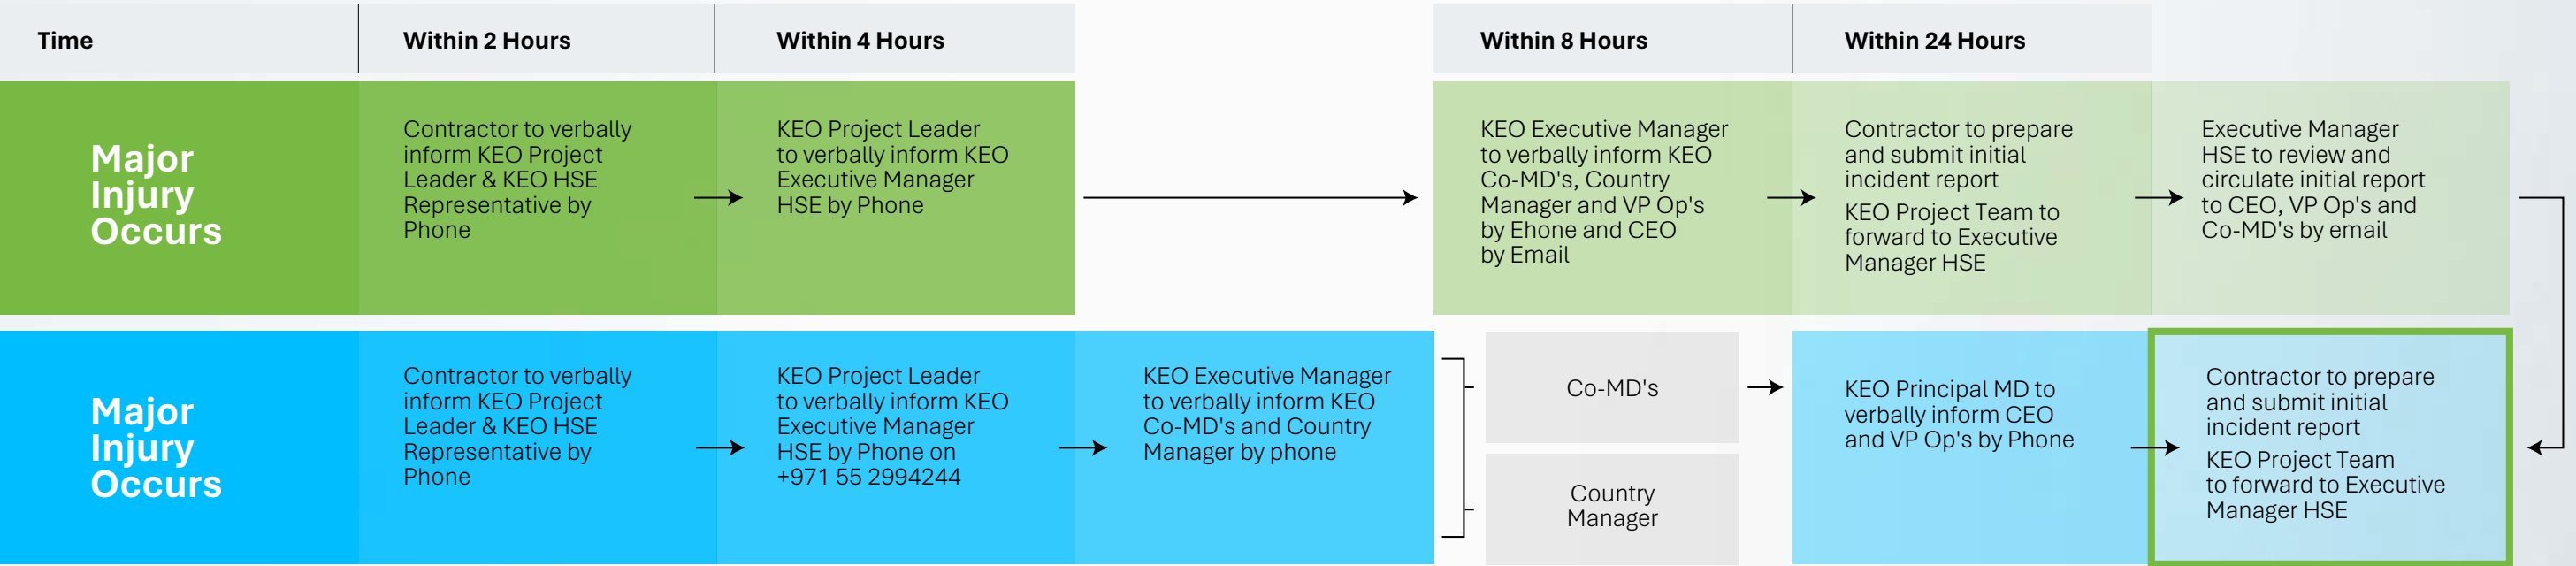 Time
Within 2 Hours
Within 4 Hours
Within 8 Hours
Within 24 Hours
Major
Injury
Occurs
Contractor to verbally
inform KEO Project
Leader & KEO HSE
Representative by
Phone
KEO Project Leader
to verbally inform KEO
Executive Manager
HSE by Phone
KEO Executive Manager
to verbally inform KEO
Co-MD's, Country
Manager and VP Op's
by Ehone and CEO
by Email
Contractor to prepare
and submit initial
incident report
KEO Project Team to
forward to Executive
Manager HSE
Executive Manager
HSE to review and
circulate initial report
to CEO, VP Op's and
Co-MD's by email
Major
Injury
Occurs
Contractor to verbally
inform KEO Project
Leader & KEO HSE
Representative by
Phone
KEO Project Leader
to verbally inform KEO
Executive Manager
HSE by Phone on
+971 55 2994244
KEO Executive Manager
to verbally inform KEO
Co-MD's and Country
Manager by phone
Co-MD's
Country
Manager
KEO Principal MD to
verbally inform CEO
and VP Op's by Phone
Contractor to prepare
and submit initial
incident report
KEO Project Team
to forward to Executive
Manager HSE